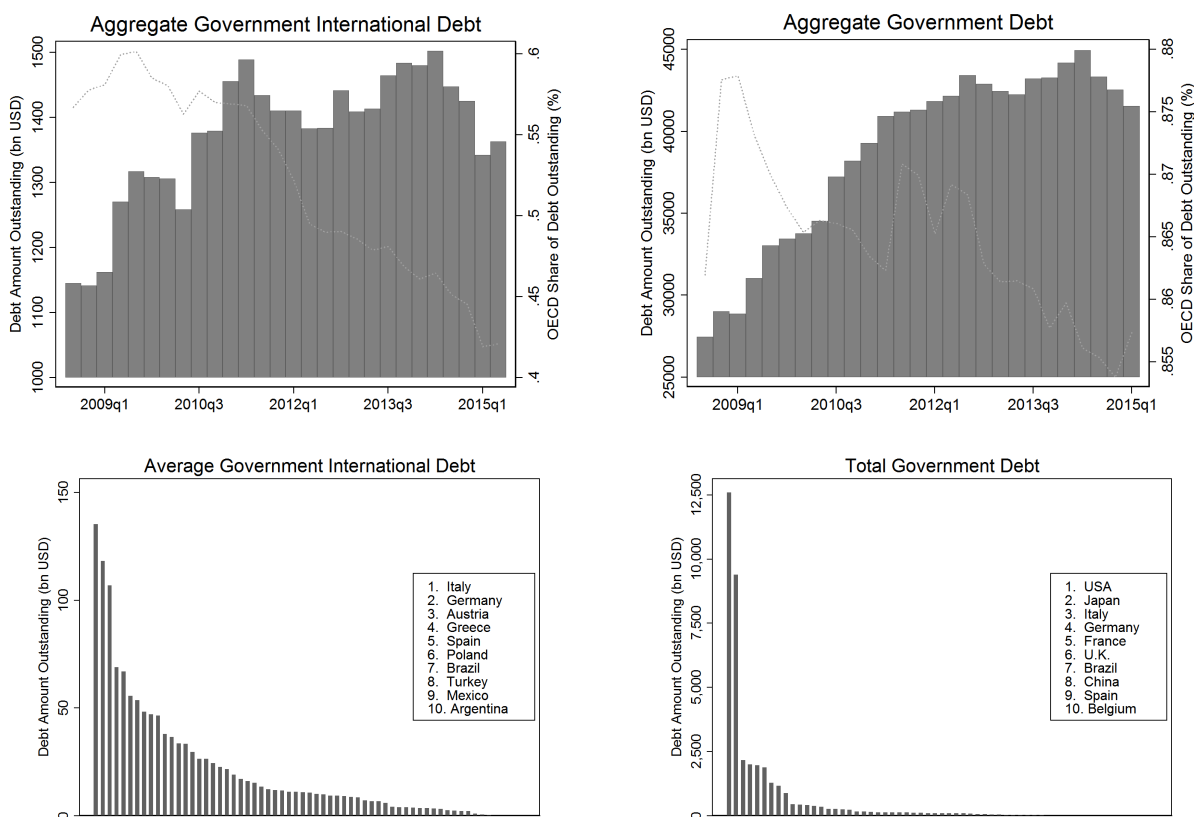 Aggregate Government International Debt
Debt Amount Outstanding (bn USD)
1500
1400
1300
1200
1100
1000
.6
.55
.5
.45
.4
OECD Share of Debt Outstanding (%)
2009q1 2010q3 2012q1 2013q3 2015q1
Aggregate Government Debt
Debt Amount Outstanding (bn USD)
45000
40000
35000
30000
25000
.88
.875
.87
.865
.86
.855
OECD Share of Debt Outstanding (%)
2009q1 2010q3 2012q1 2013q3 2015q1
Average Government International Debt
Debt Amount Outstanding (bn USD)
150
100
50
0
1. Italy
2. Germany
3. Austria
4. Greece
5. Spain
6. Poland
7. Brazil
8. Turkey
9. Mexico
10. Argentina
Total Government Debt
Debt Amount Outstanding (bn USD)
12,500
10,000
7,500
5,000
2,500
0
1. USA
2. Japan
3. Italy
4. Germany
5. France
6. U.K.
7. Brazil
8. China
9. Spain
10. Belgium